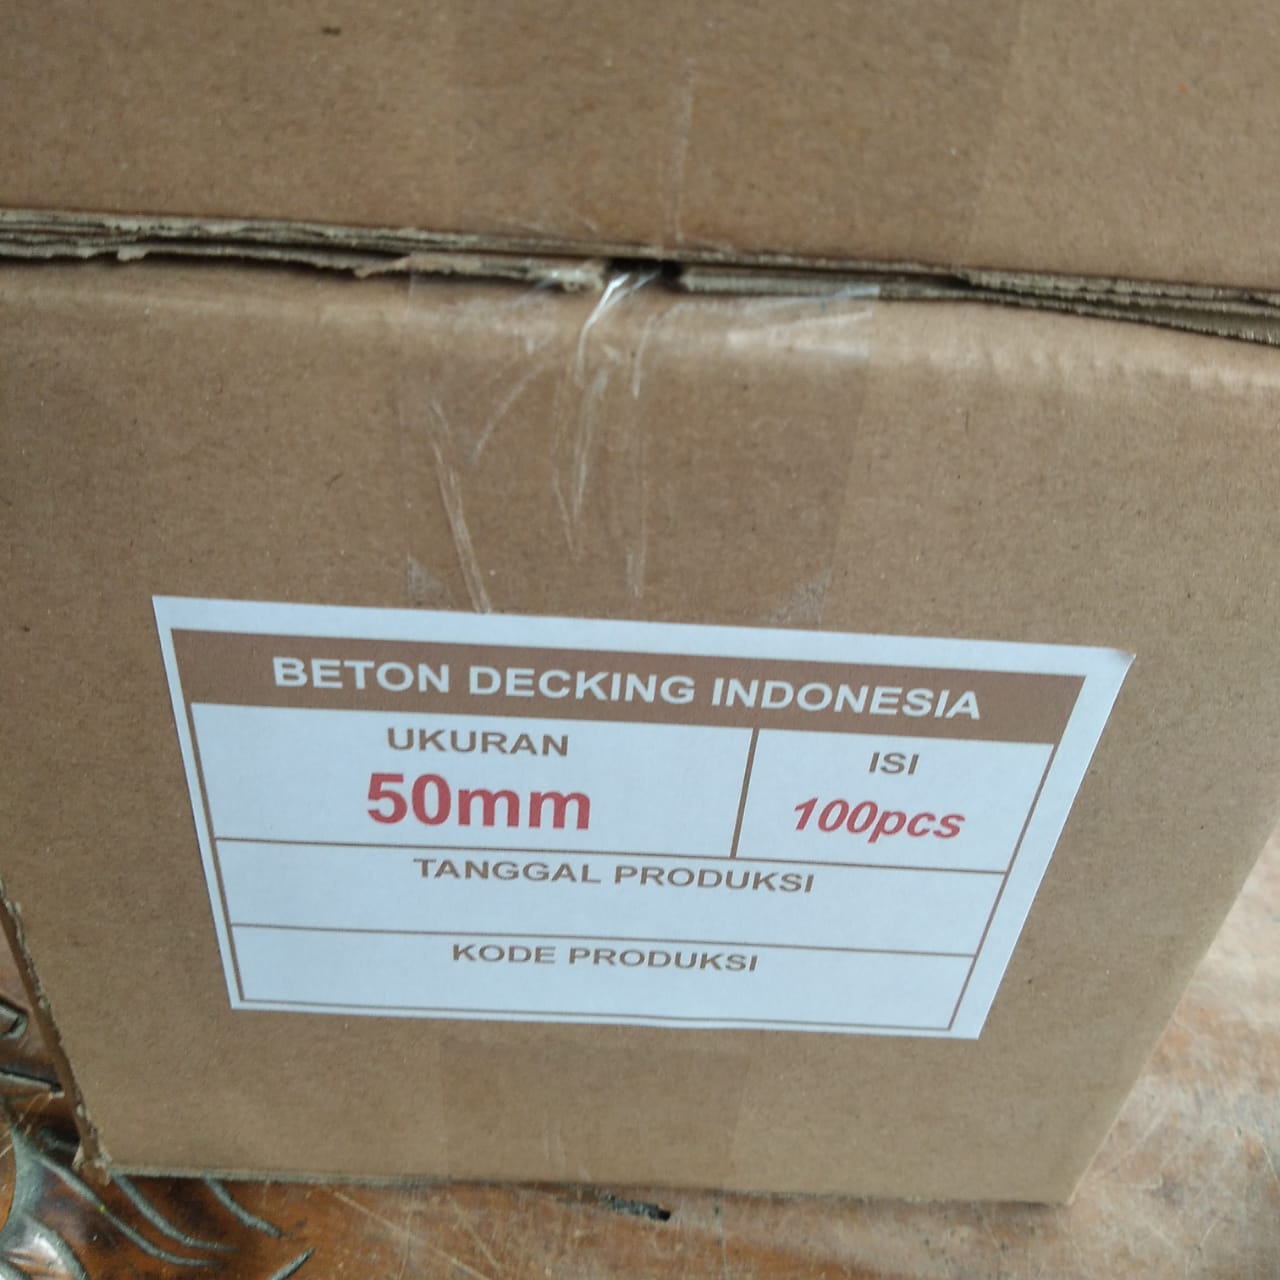 BETON DECKING INDONESIA
UKURAN
50mm
ISI
100pcs
TANGGAL PRODUKSI
KODE PRODUKSI